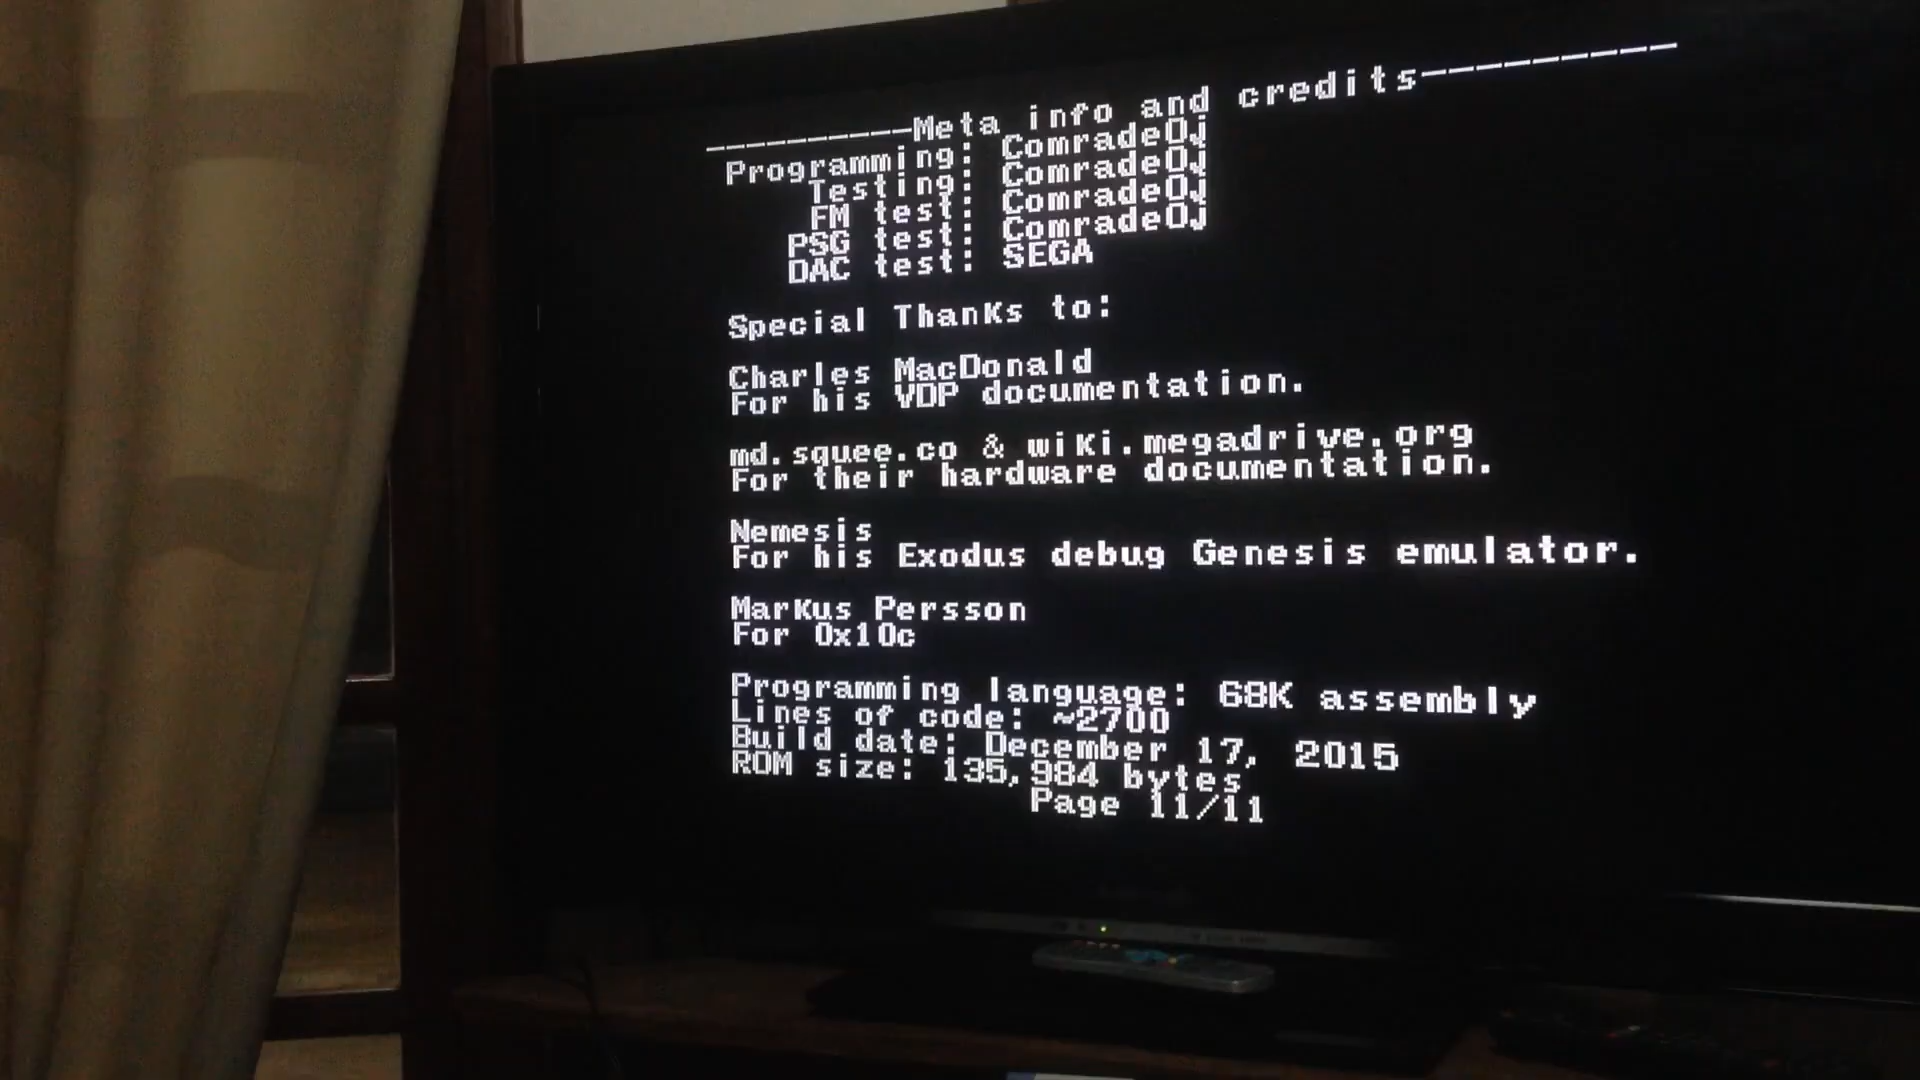 ---------Meta info and credits---------
Programming: ComradeOj
Testing: ComradeOj
FM test: ComradeOj
PSG test: ComradeOj
DAC test: SEGA
Special Thanks to:
Charles MacDonald
For his VDP documentation.
md.squee.co & wiki.megadrive.org
For their hardware documentation.
Nemesis
For his Exodus debug Genesis emulator.
Markus Persson
For 0x10c
Programming language: 68K assembly
Lines of code: ~2700
Build date: December 17, 2015
ROM size: 135,984 bytes
Page 11/11